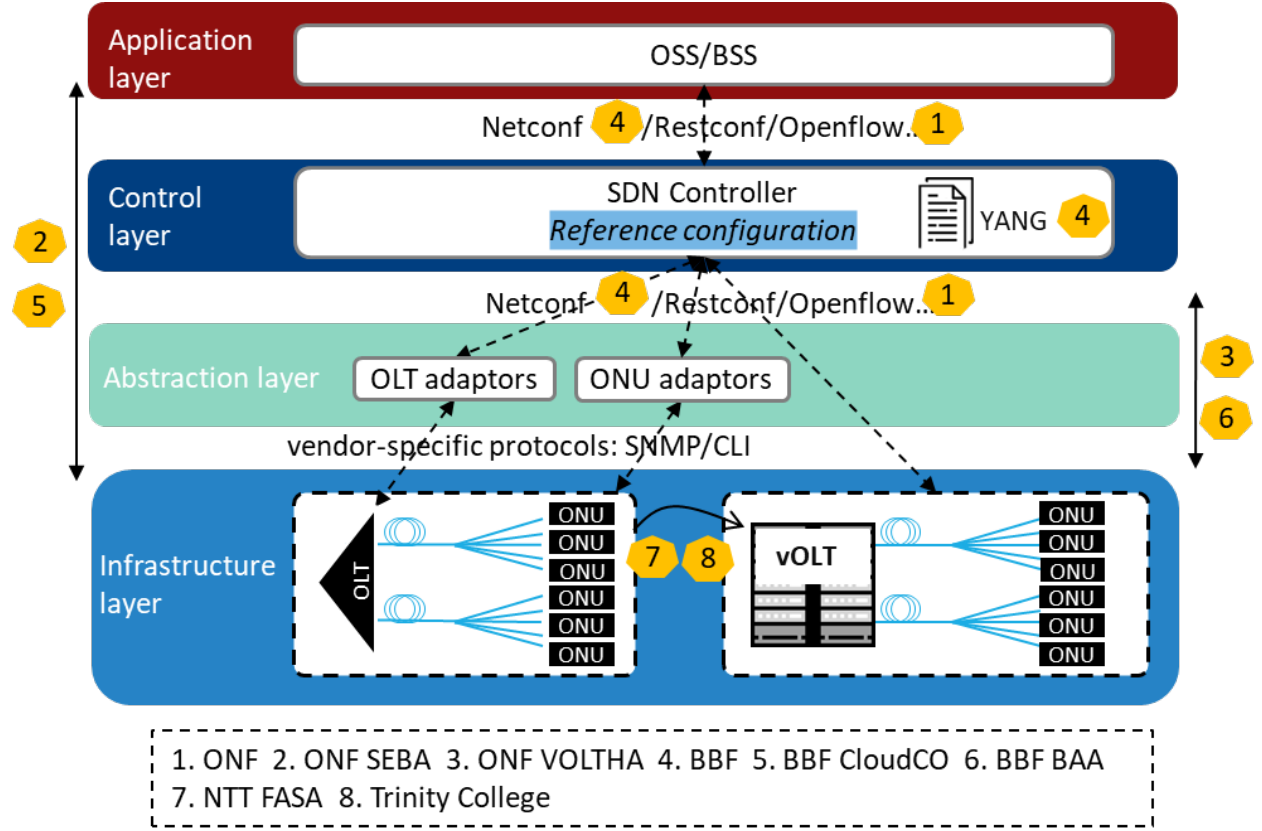 Application
layer
OSS/BSS
Netconf 4 /Restconf/Openflow.. 1
Control
layer
SDN Controller
Reference configuration
YANG 4
2
5
Netconf 4 /Restconf/Openflow... 1
Abstraction layer
OLT adaptors
ONU adaptors
3
6
vendor-specific protocols: SNMP/CLI
Infrastructure
layer
OLT
ONU
ONU
ONU
ONU
ONU
ONU
7 8
vOLT
ONU
ONU
ONU
ONU
ONU
ONU
1. ONF 2. ONF SEBA 3. ONF VOLTHA 4. BBF 5. BBF CloudCO 6. BBF BAA
7. NTT FASA 8. Trinity College